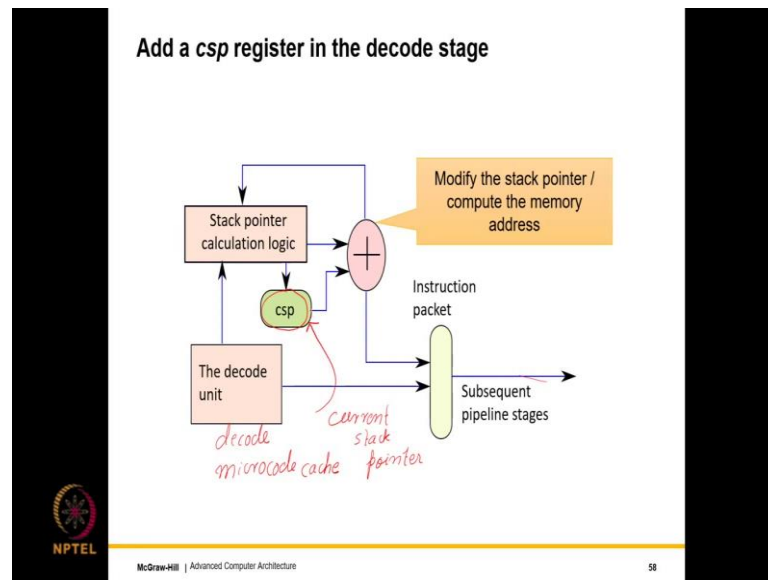 Add a csp register in the decode stage
Modify the stack pointer /
compute the memory
address
Stack pointer
calculation logic
+
csp
Instruction
packet
The decode
unit
Subsequent
pipeline stages
decode
microcode cache
current
stack
pointer
NPTEL
McGraw-Hill | Advanced Computer Architecture
58